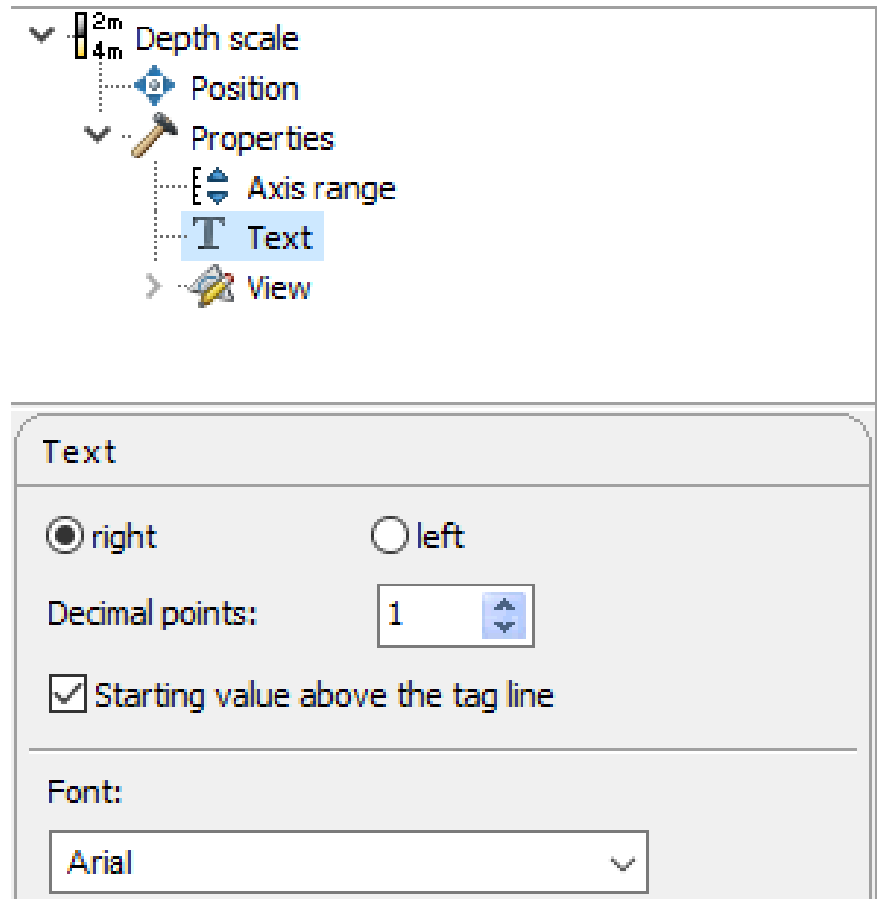 2m
4m Depth scale
Position
Properties
Axis range
T Text
View
Text
right left
Decimal points: 1
Starting value above the tag line
Font:
Arial